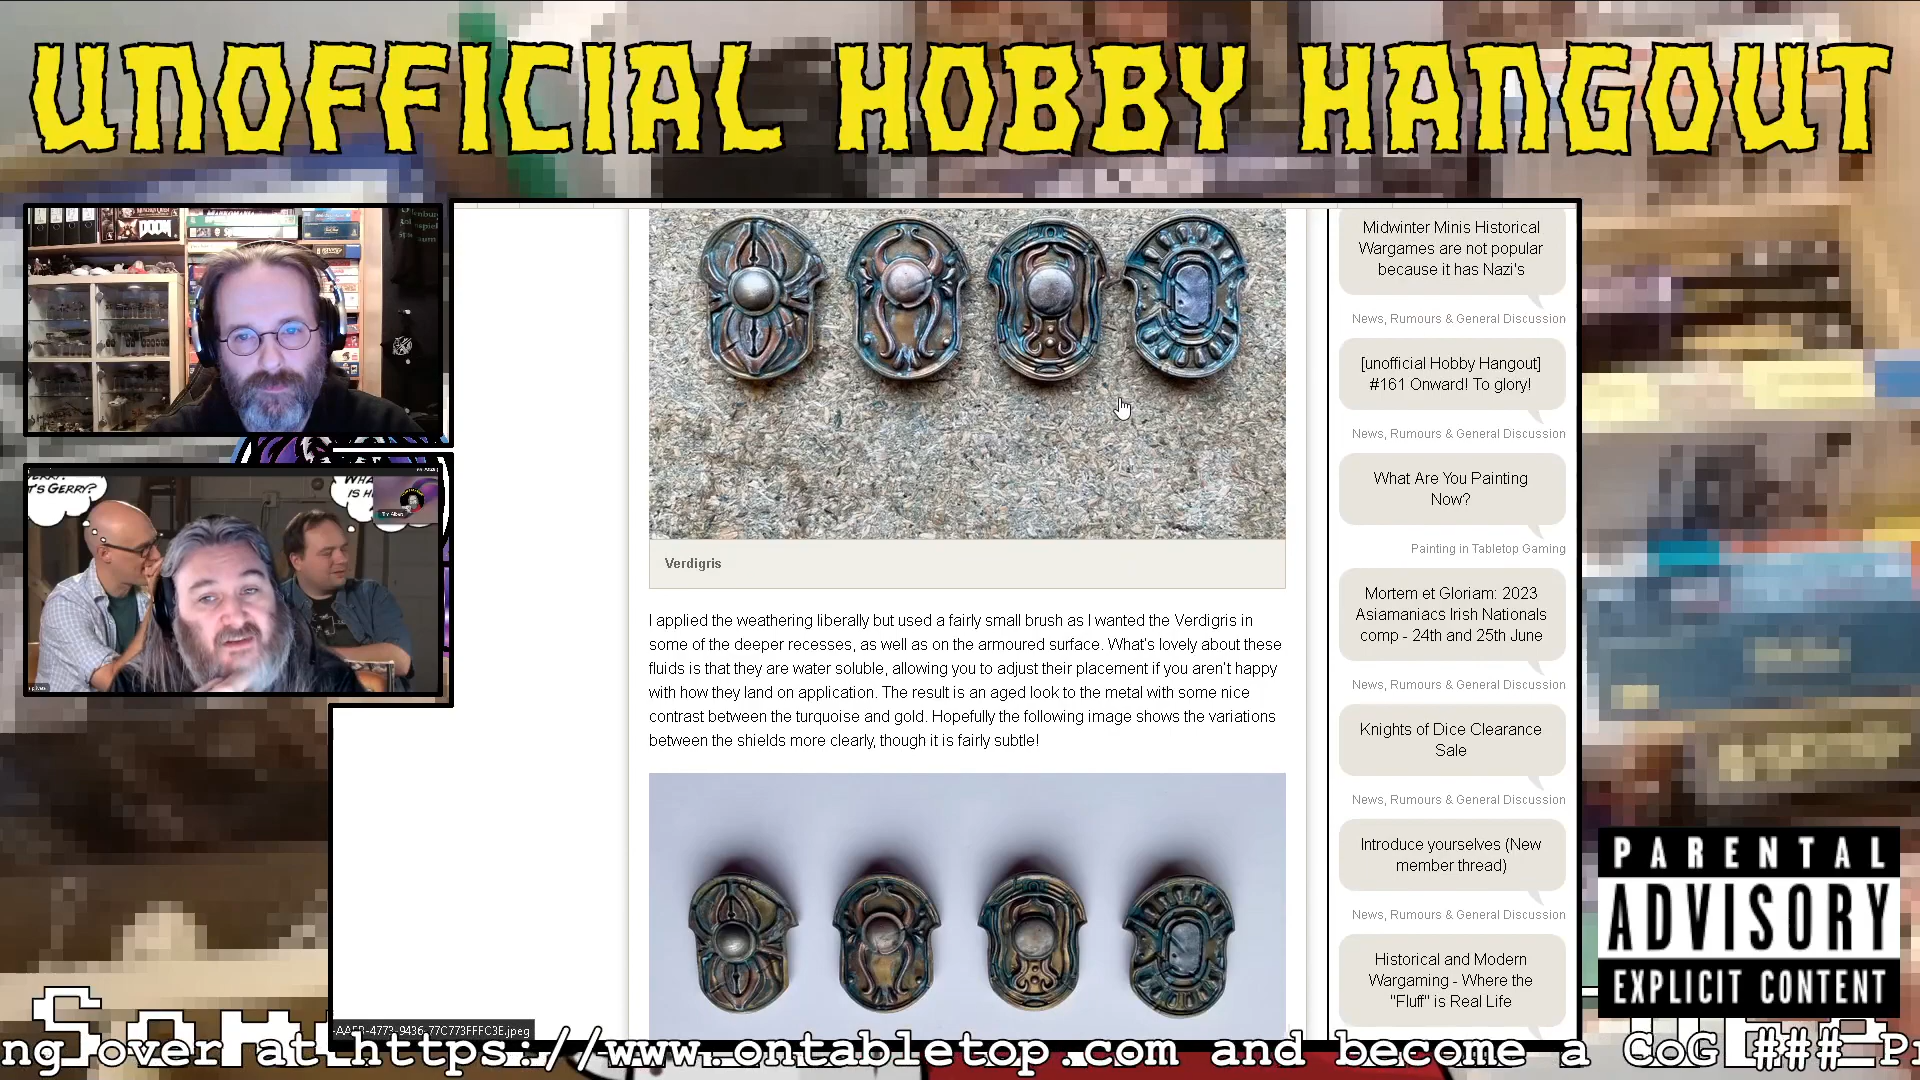 UNOFFICIAL HOBBY HANGOUT
DOOM
T'S GERRY?
WHA
IS H
Verdigris
I applied the weathering liberally but used a fairly small brush as I wanted the Verdigris in
some of the deeper recesses, as well as on the armoured surface. What's lovely about these
fluids is that they are water soluble, allowing you to adjust their placement if you aren't happy
with how they land on application. The result is an aged look to the metal with some nice
contrast between the turquoise and gold. Hopefully the following image shows the variations
between the shields more clearly, though it is fairly subtle!
Midwinter Minis Historical
Wargames are not popular
because it has Nazi's
News, Rumours & General Discussion
[unofficial Hobby Hangout]
#161 Onward! To glory!
News, Rumours & General Discussion
What Are You Painting
Now?
Painting in Tabletop Gaming
Mortem et Gloriam: 2023
Asiamaniacs Irish Nationals
comp - 24th and 25th June
News, Rumours & General Discussion
Knights of Dice Clearance
Sale
News, Rumours & General Discussion
Introduce yourselves (New
member thread)
News, Rumours & General Discussion
Historical and Modern
Wargaming - Where the
"Fluff" is Real Life
PARENTAL
ADVISORY
EXPLICIT CONTENT
-4773-9436-77C773FFFC3E.jpeg
ng over at https://www.ontabletop.com and become a CoG ### Pr